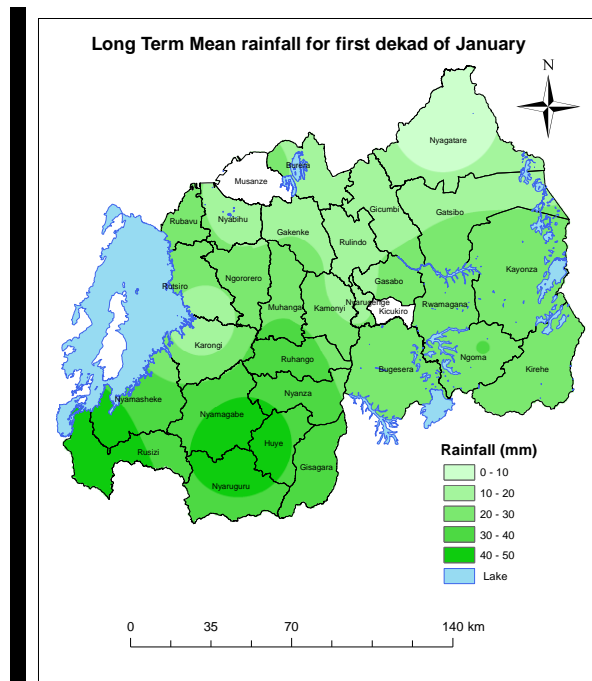 Long Term Mean rainfall for first dekad of January
N
Nyagatare
Burera
Musanze
Gicumbi
Gatsibo
Rubavu
Nyabihu
Gakenke
Rulindo
Kayonza
Ngororero
Gasabo
Rutsiro
Muhanga
Kamonyi
Nyarugenge
Kicukiro
Rwamagana
Karongi
Ruhango
Ngoma
Bugesera
Kirehe
Nyamasheke
Nyanza
Nyamagabe
Huye
Rusizi
Gisagara
Nyaruguru
Rainfall (mm)
0 - 10
10 - 20
20 - 30
30 - 40
40 - 50
Lake
0 35 70 140 km